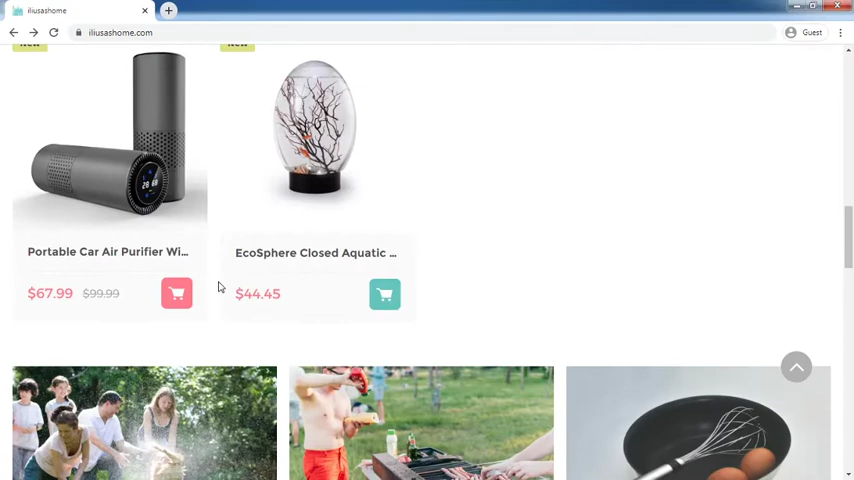 iliusashome
iliusashome.com
Guest
New
New
Portable Car Air Purifier Wi...
EcoSphere Closed Aquatic ...
$67.99 $99.99
$44.45